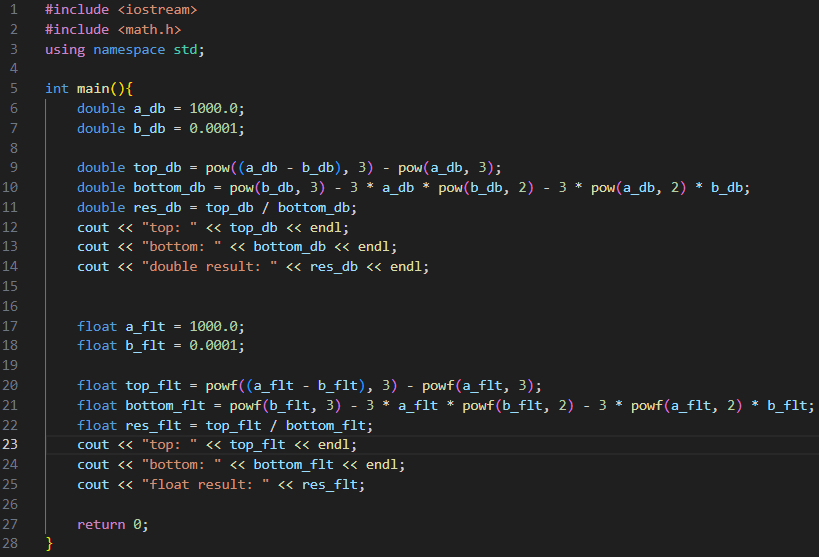 1 #include <iostream>
2 #include <math.h>
3 using namespace std;
4
5 int main(){
6     double a_db = 1000.0;
7     double b_db = 0.0001;
8
9     double top_db = pow((a_db - b_db), 3) - pow(a_db, 3);
10     double bottom_db = pow(b_db, 3) - 3 * a_db * pow(b_db, 2) - 3 * pow(a_db, 2) * b_db;
11     double res_db = top_db / bottom_db;
12     cout << "top: " << top_db << endl;
13     cout << "bottom: " << bottom_db << endl;
14     cout << "double result: " << res_db << endl;
15
16
17     float a_flt = 1000.0;
18     float b_flt = 0.0001;
19
20     float top_flt = powf((a_flt - b_flt), 3) - powf(a_flt, 3);
21     float bottom_flt = powf(b_flt, 3) - 3 * a_flt * powf(b_flt, 2) - 3 * powf(a_flt, 2) * b_flt;
22     float res_flt = top_flt / bottom_flt;
23     cout << "top: " << top_flt << endl;
24     cout << "bottom: " << bottom_flt << endl;
25     cout << "float result: " << res_flt;
26
27     return 0;
28 }